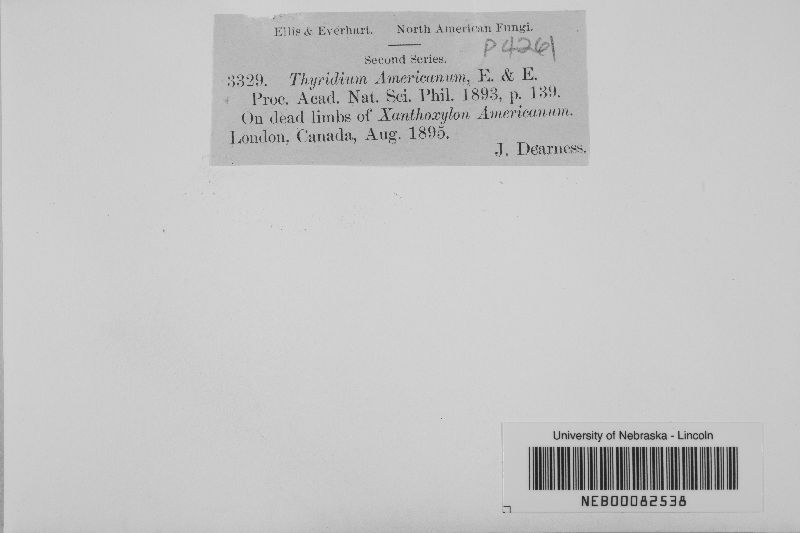 Ellis & Everhart. North American Fungi.
p4261
Second Series.
3329. Thyridium Americanum, E. & E.
Proc. Acad. Nat. Sci. Phil. 1893, p. 139.
On dead limbs of Xanthoxylon Americanum.
London, Canada, Aug. 1895.
J. Dearness.
University of Nebraska - Lincoln
NEB00082538